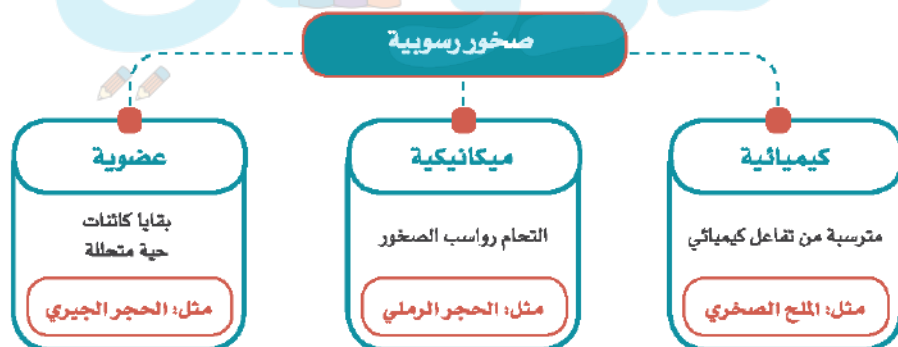 صخور رسوبية
كيميائية
مترسبة من تفاعل كيميائي
مثل: الملح الصخري
ميكانيكية
التحام رواسب الصخور
مثل: الحجر الرملي
عضوية
بقايا كائنات
حية متحللة
مثل: الحجر الجيري